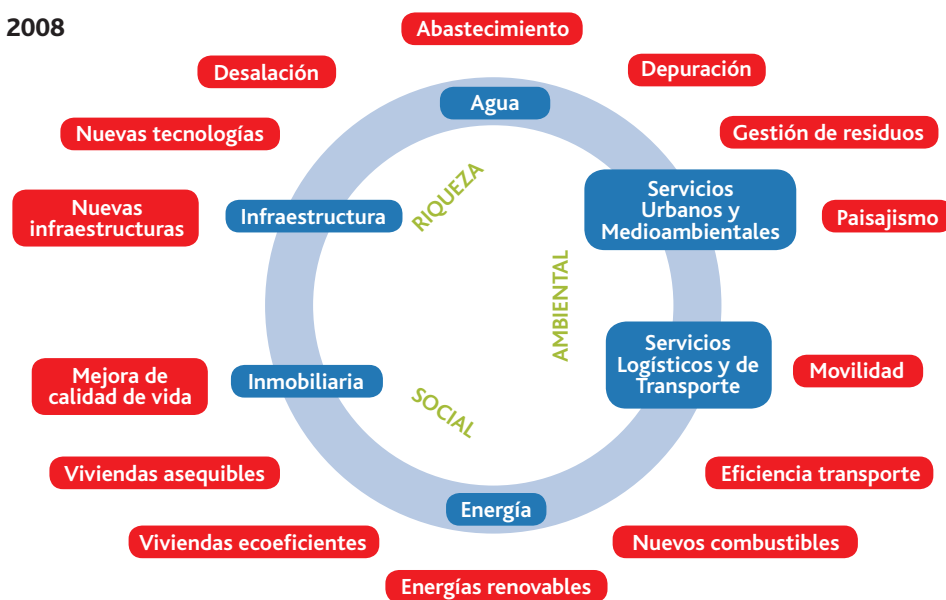 2008
Abastecimiento
Desalación
Depuración
Agua
Nuevas tecnologías
Gestión de residuos
RIQUEZA
Nuevas
infraestructuras
Infraestructura
Servicios
Urbanos y
Medioambientales
Paisajismo
AMBIENTAL
Servicios
Logísticos y de
Transporte
Mejora de
calidad de vida
Inmobiliaria
Movilidad
SOCIAL
Viviendas asequibles
Eficiencia transporte
Energía
Viviendas ecoeficientes
Nuevos combustibles
Energías renovables